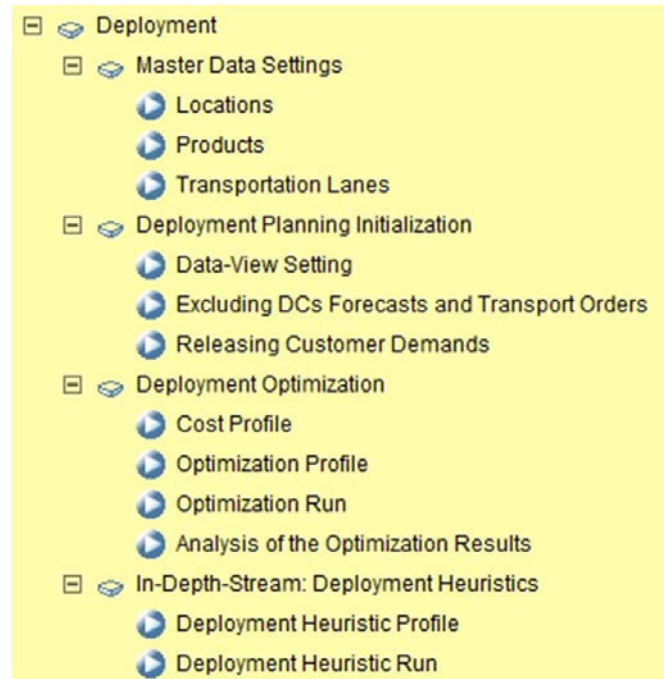 Deployment
Master Data Settings
Locations
Products
Transportation Lanes
Deployment Planning Initialization
Data-View Setting
Excluding DCs Forecasts and Transport Orders
Releasing Customer Demands
Deployment Optimization
Cost Profile
Optimization Profile
Optimization Run
Analysis of the Optimization Results
In-Depth-Stream: Deployment Heuristics
Deployment Heuristic Profile
Deployment Heuristic Run